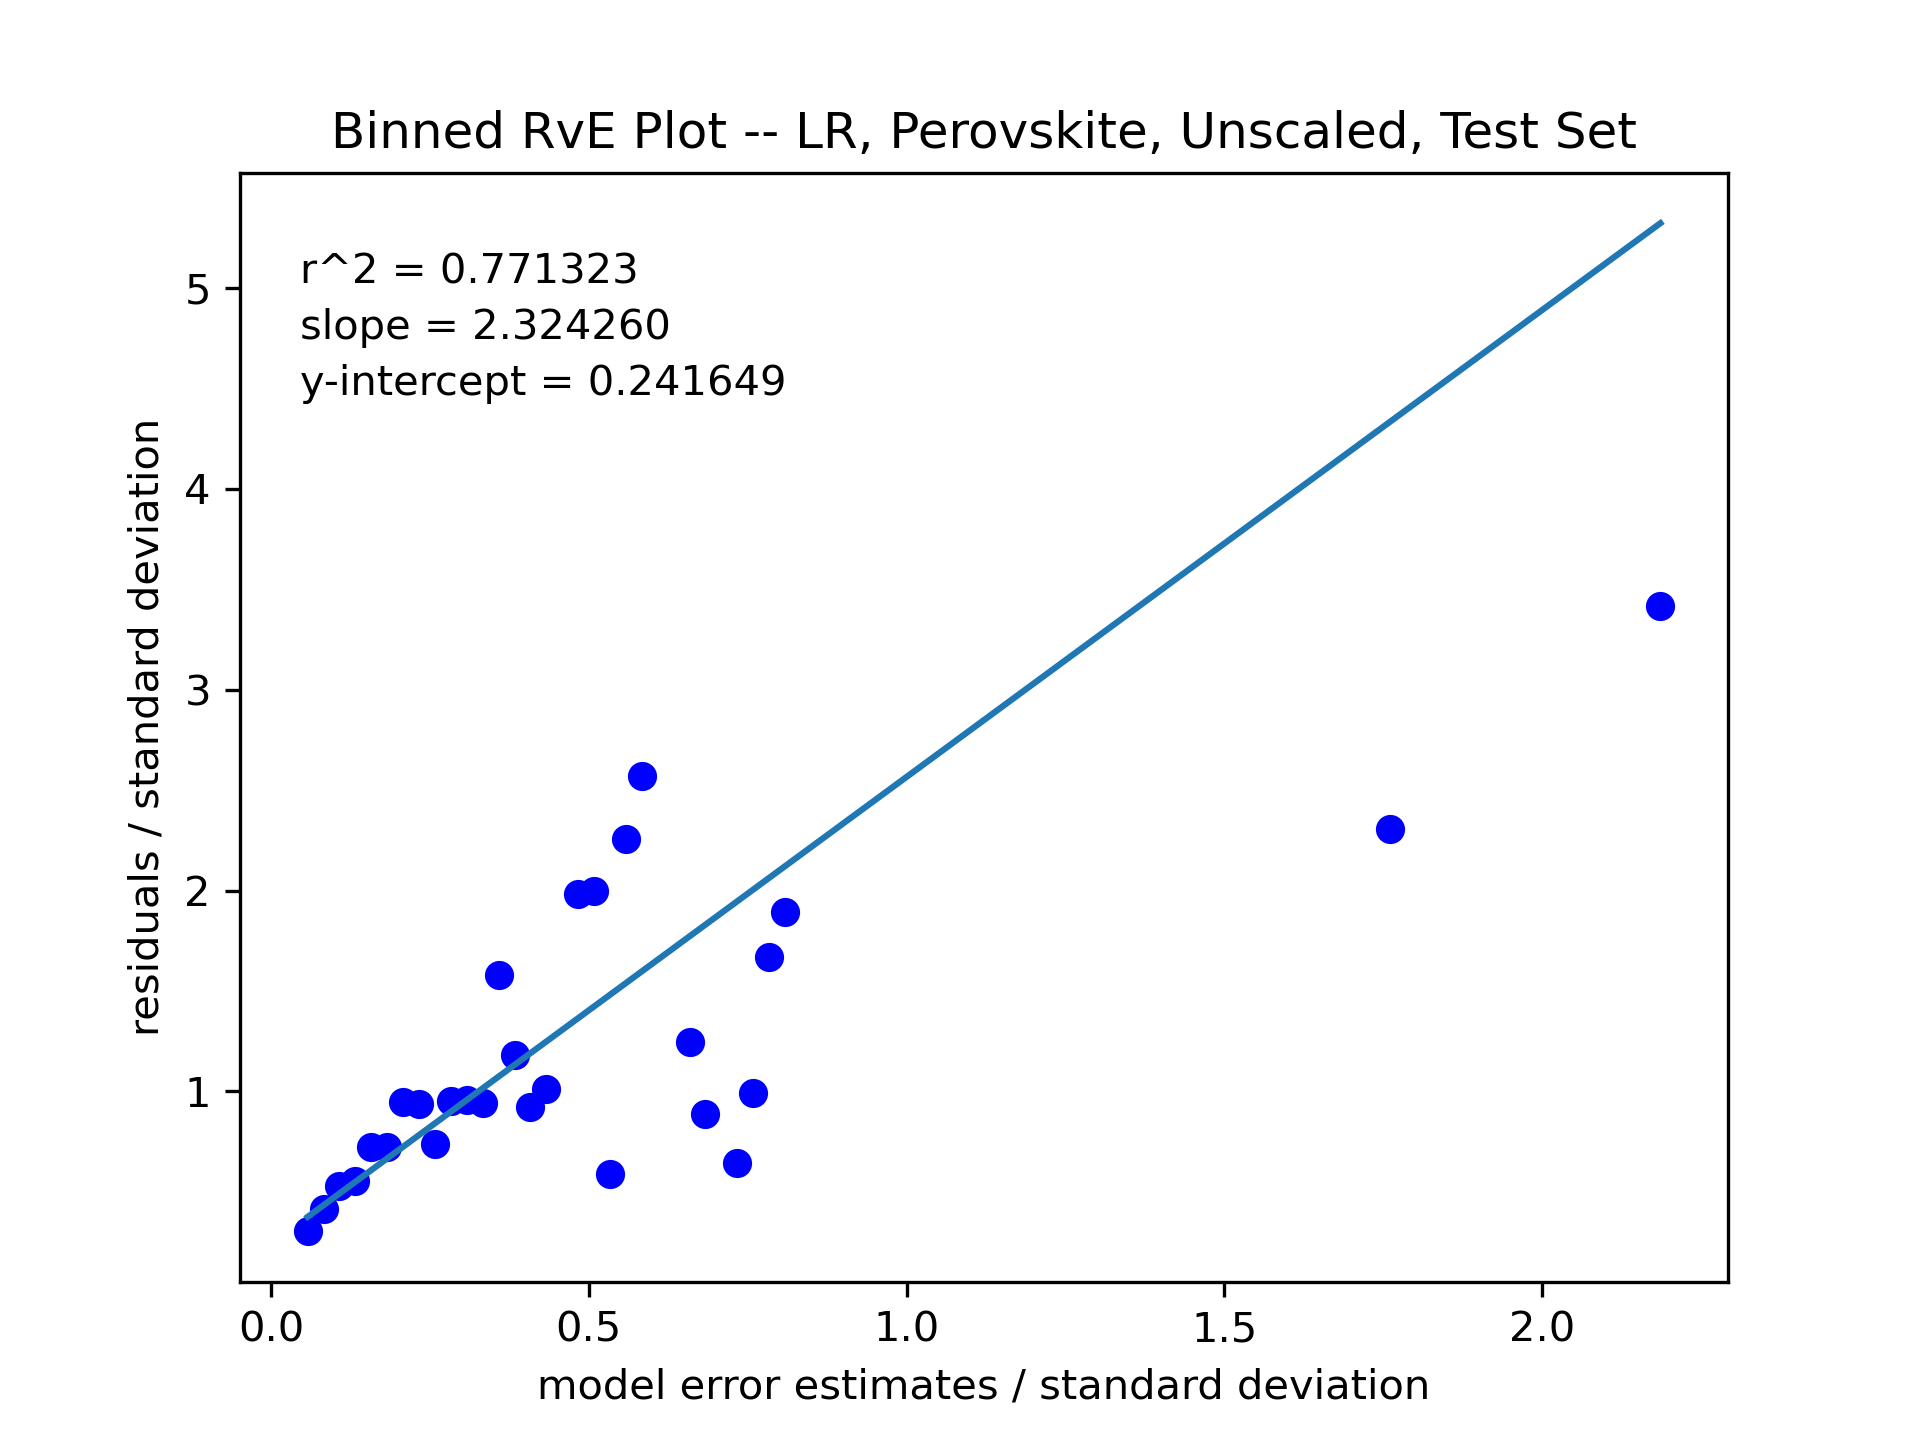 Binned RvE Plot -- LR, Perovskite, Unscaled, Test Set
r^2 = 0.771323
slope = 2.324260
y-intercept = 0.241649
5
4
3
2
1
residuals / standard deviation
0.0 0.5 1.0 1.5 2.0
model error estimates / standard deviation